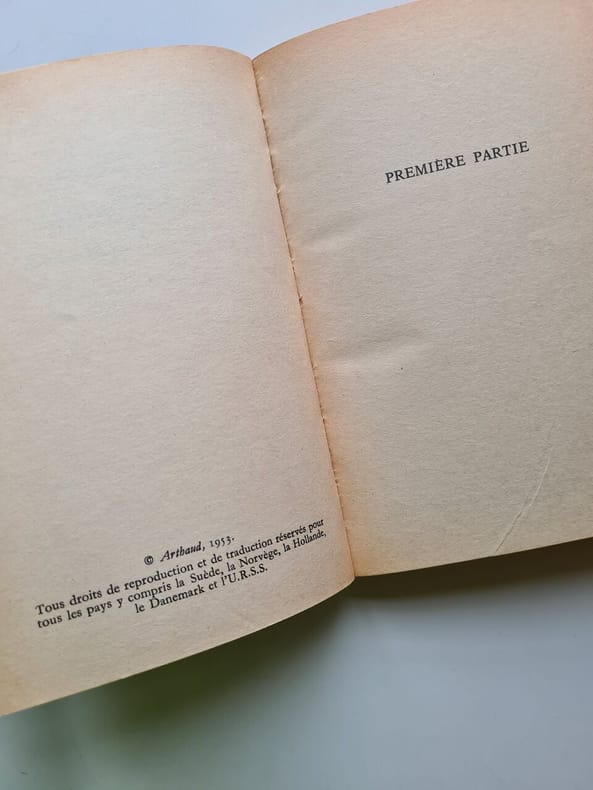 © Arthaud, 1953.
Tous droits de reproduction et de traduction réservés pour
tous les pays y compris la Suède, la Norvège, la Hollande,
le Danemark et l'U.R.S.S.
PREMIÈRE PARTIE